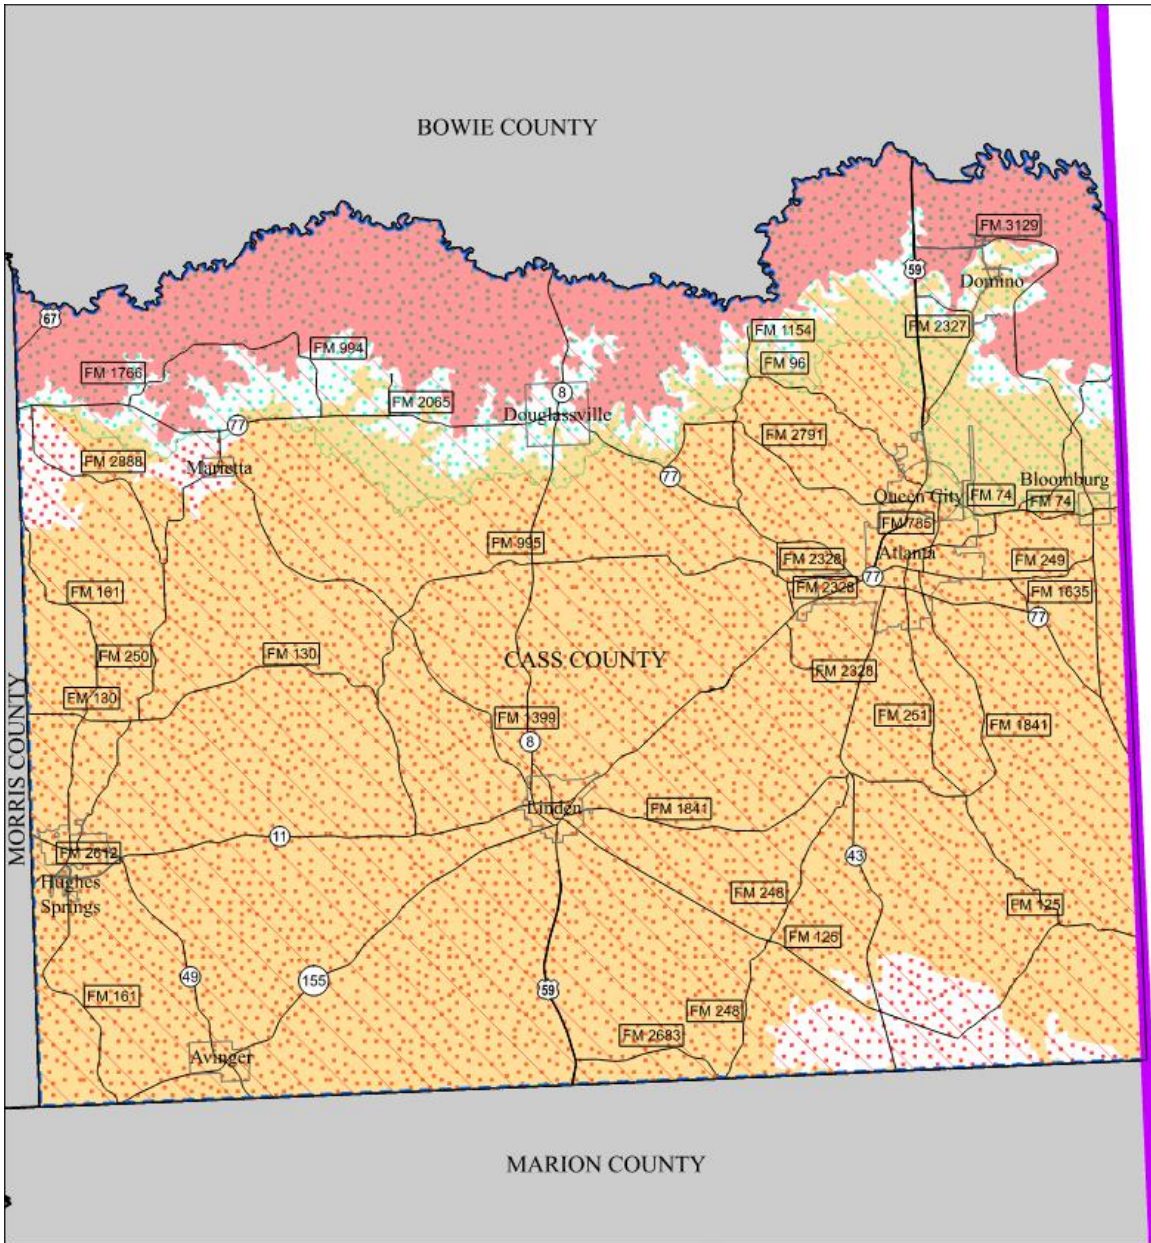 BOWIE COUNTY
FM 3129
59
Domino
67
FM 2327
FM 1154
FM 994
FM 96
FM 1766
8
FM 2065
Douglassville
77
FM 2791
FM 2888
Marietta
77
Bloomburg
Queen City
FM 74
FM 74
FM 785
FM 995
Atlanta
FM 2328
FM 249
77
FM 2328
FM 161
FM 1635
77
FM 250
FM 130
CASS COUNTY
FM 2328
FM 130
FM 1399
FM 251
FM 1841
MORRIS COUNTY
8
Linden
FM 1841
11
FM 2612
43
Hughes
Springs
FM 248
FM 125
FM 126
49
155
59
FM 161
FM 248
FM 2683
Avinger
MARION COUNTY